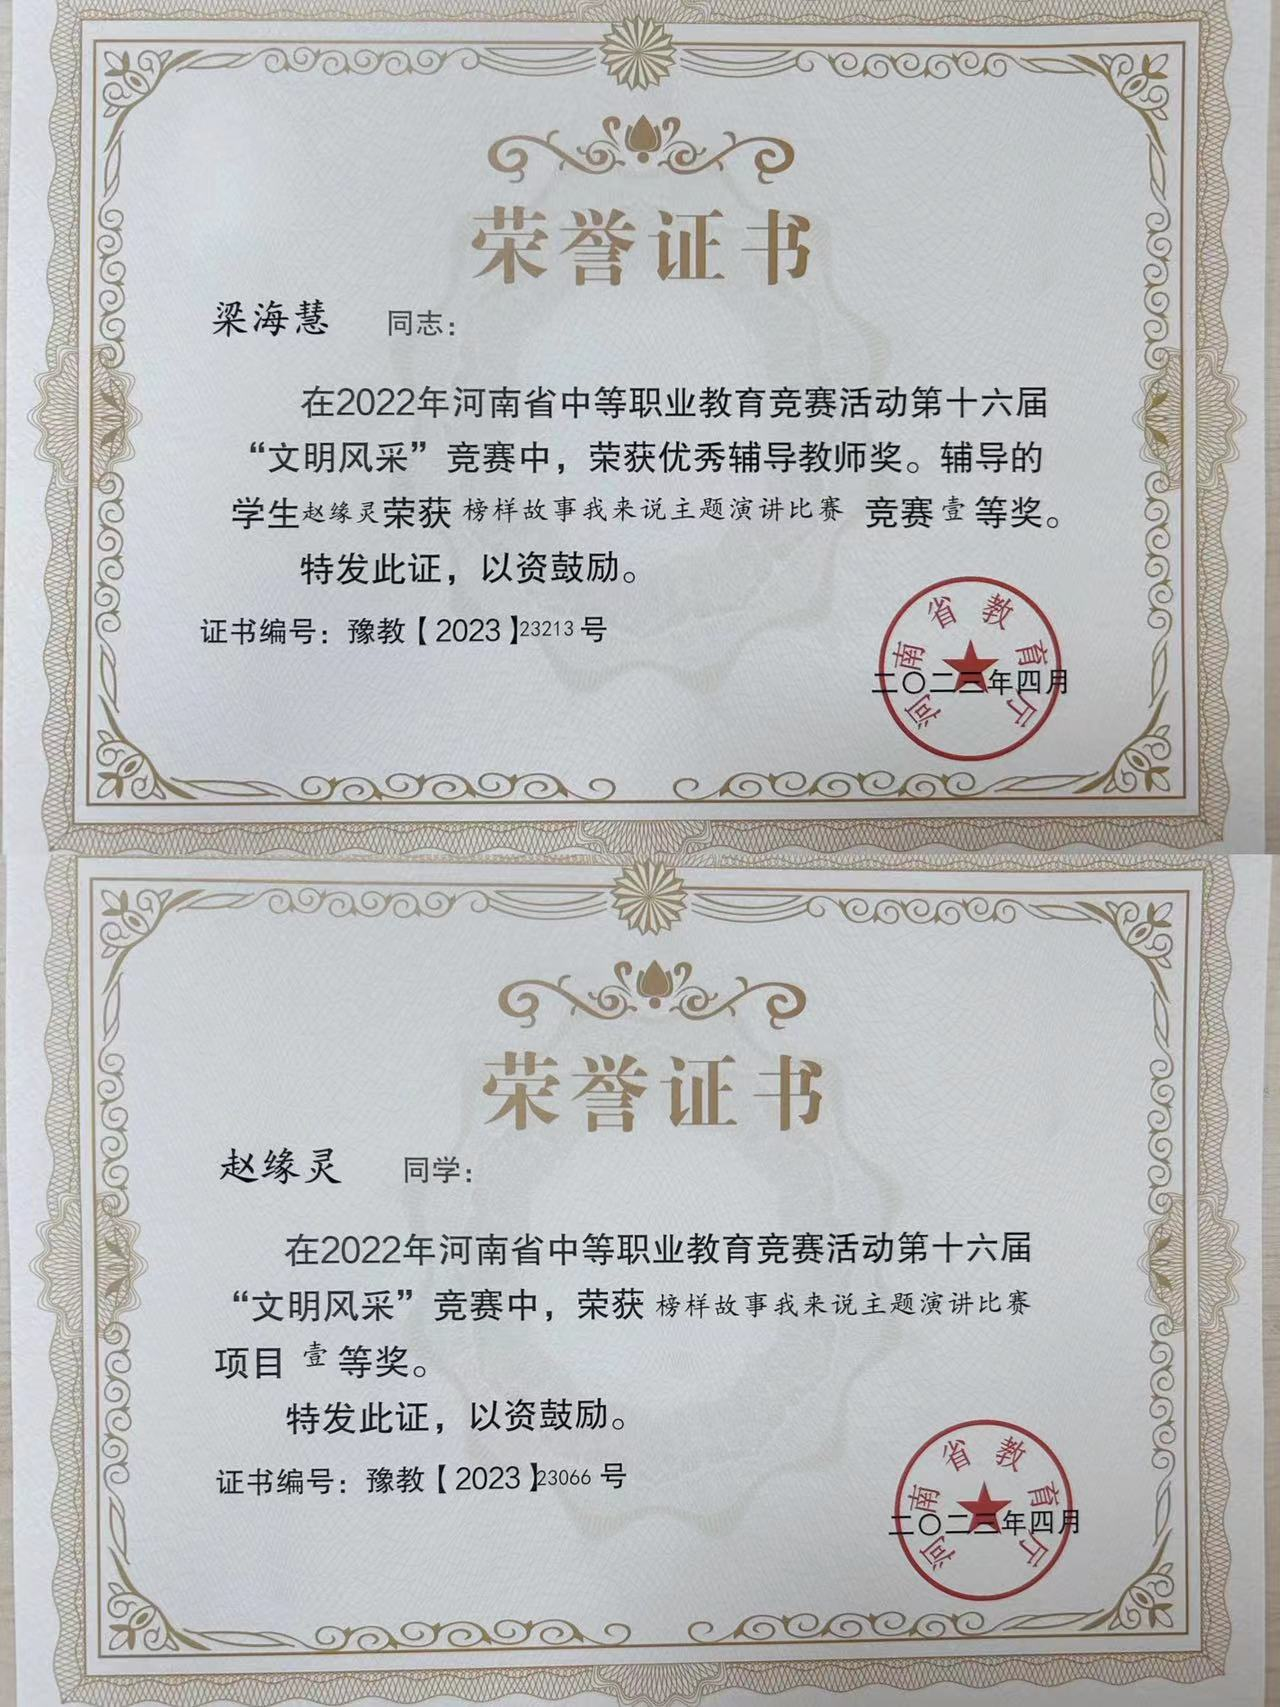 荣誉证书
梁海慧 同志：
在2022年河南省中等职业教育竞赛活动第十六届
“文明风采”竞赛中，荣获优秀辅导教师奖。辅导的
学生赵缘灵荣获 榜样故事我来说主题演讲比赛 竞赛 壹 等奖。
特发此证，以资鼓励。
证书编号：豫教【2023】23213 号
河南省教育厅
二〇二三年四月
荣誉证书
赵缘灵 同学：
在2022年河南省中等职业教育竞赛活动第十六届
“文明风采”竞赛中，荣获 榜样故事我来说主题演讲比赛
项目 壹 等奖。
特发此证，以资鼓励。
证书编号：豫教【2023】23066 号
河南省教育厅
二〇二三年四月